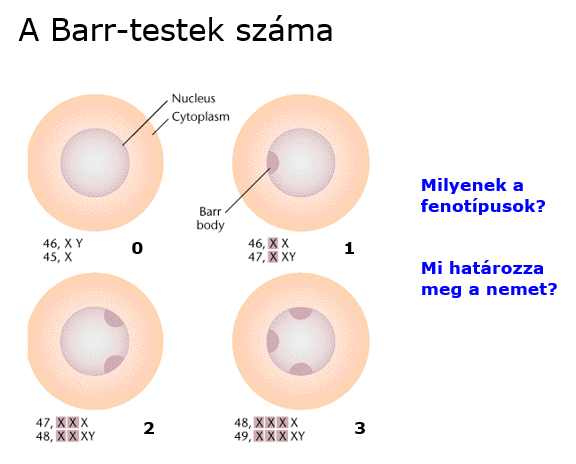 A Barr-testek száma
Nucleus
Cytoplasm
Barr
body
46, X Y
45, X
0
46, X X
47, X XY
1
Milyenek a
fenotípusok?
Mi határozza
meg a nemet?
47, X X X
48, X X XY
2
48, X X X X
49, X X X XY
3